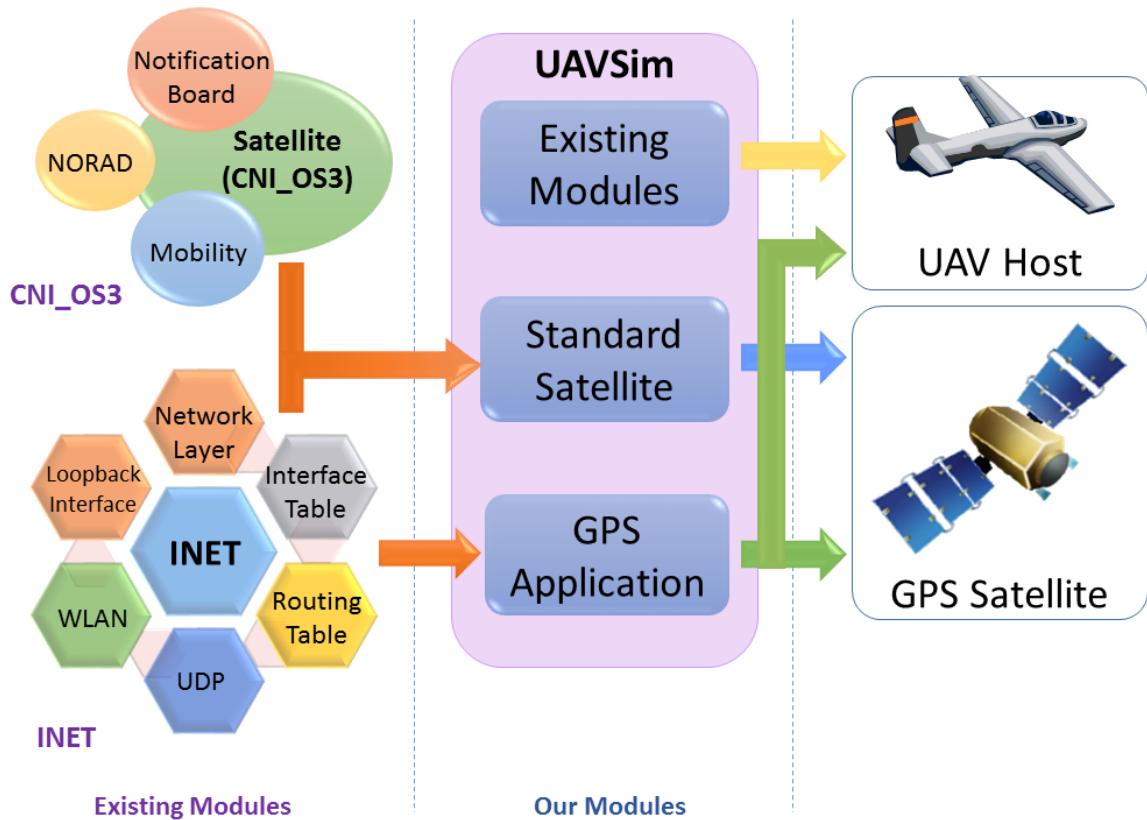 Notification
Board
NORAD
Satellite
(CNI_OS3)
Mobility
CNI_OS3
Network
Layer
Loopback
Interface
Interface
Table
INET
WLAN
Routing
Table
UDP
INET
Existing Modules
UAVSim
Existing
Modules
Standard
Satellite
GPS
Application
Our Modules
UAV Host
GPS Satellite